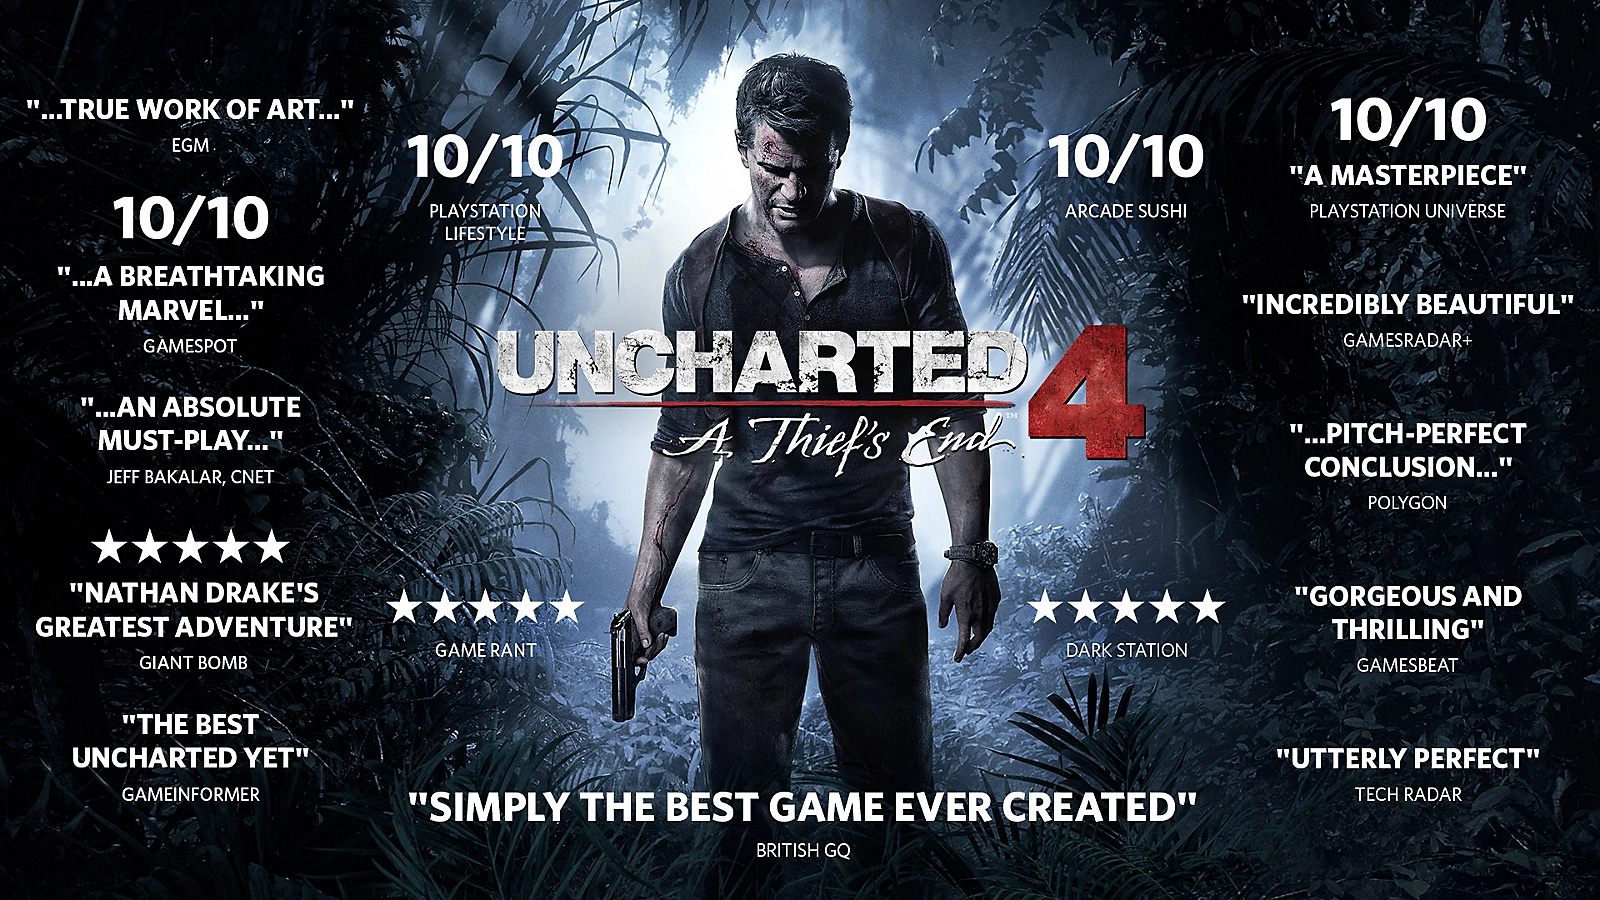 "...TRUE WORK OF ART..."
EGM
10/10
"...A BREATHTAKING
MARVEL..."
GAMESPOT
"...AN ABSOLUTE
MUST-PLAY..."
JEFF BAKALAR, CNET
★★★★★
"NATHAN DRAKE'S
GREATEST ADVENTURE"
GIANT BOMB
"THE BEST
UNCHARTED YET"
GAMEINFORMER
10/10
PLAYSTATION
LIFESTYLE
★★★★★
GAME RANT
UNCHARTED 4
A Thief's End™
"SIMPLY THE BEST GAME EVER CREATED"
BRITISH GQ
10/10
ARCADE SUSHI
★★★★★
DARK STATION
10/10
"A MASTERPIECE"
PLAYSTATION UNIVERSE
"INCREDIBLY BEAUTIFUL"
GAMESRADAR+
"...PITCH-PERFECT
CONCLUSION..."
POLYGON
"GORGEOUS AND
THRILLING"
GAMESBEAT
"UTTERLY PERFECT"
TECH RADAR